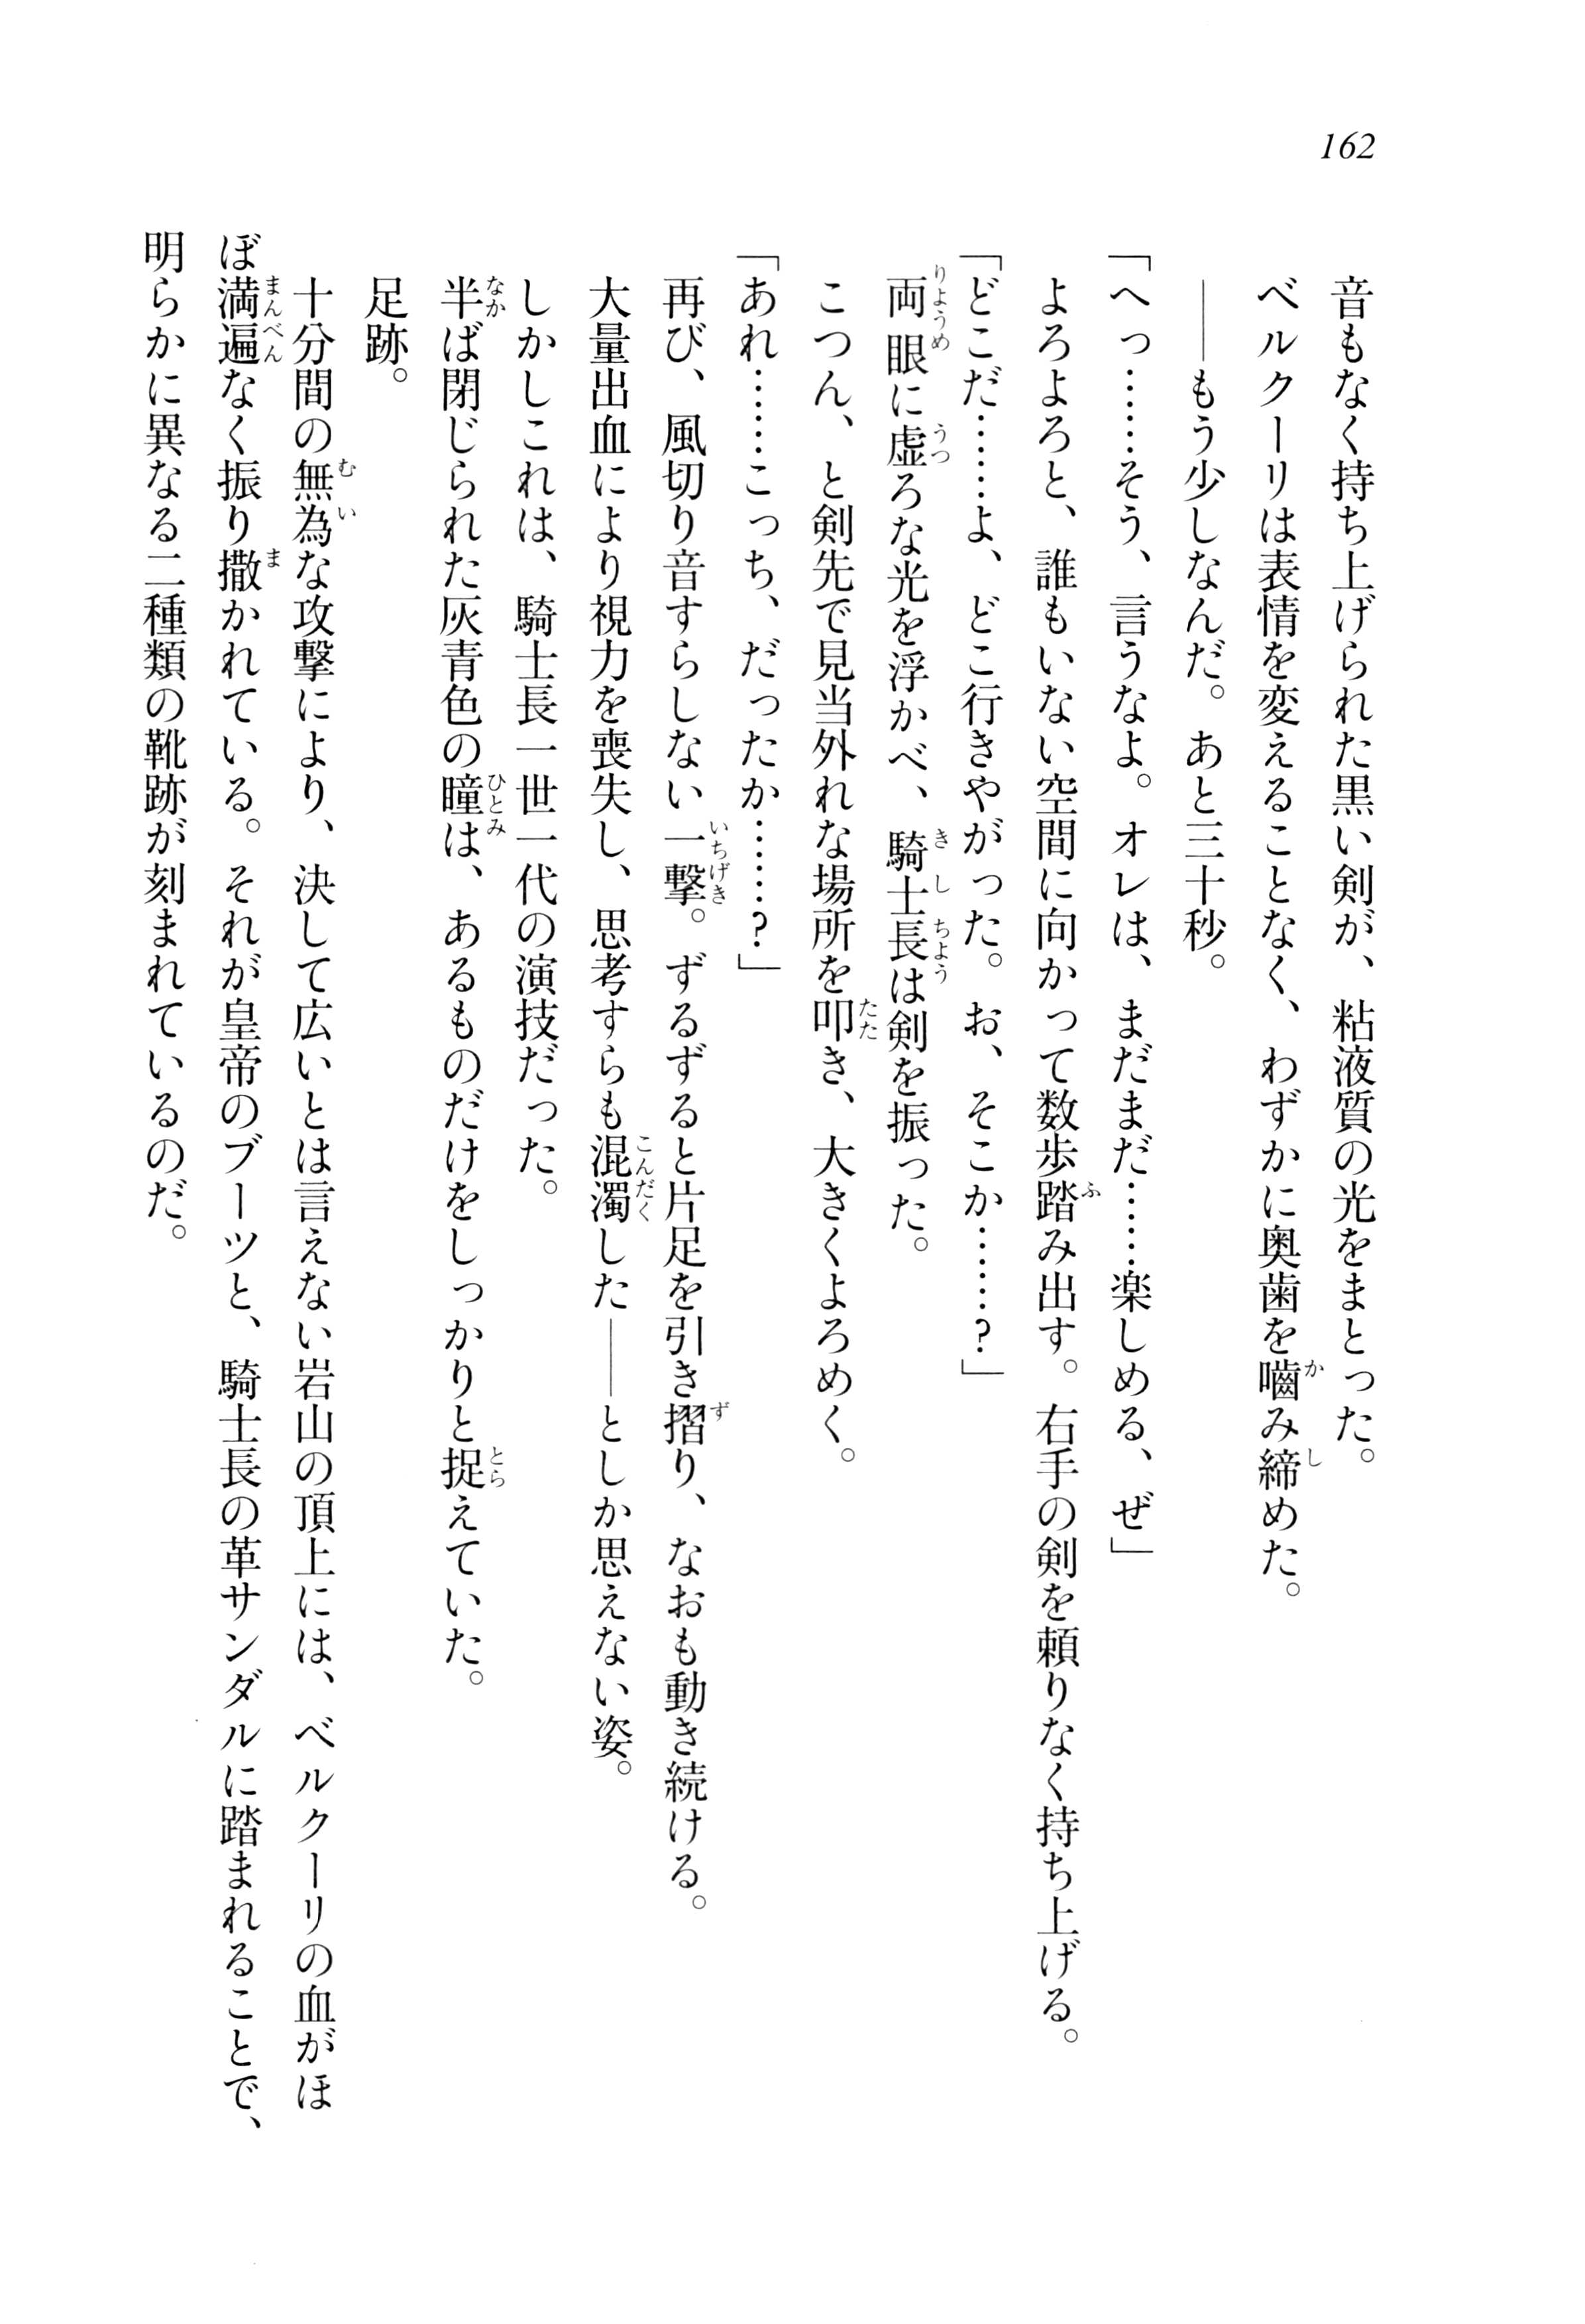 162
音もなく持ち上げられた黒い剣が、粘液質の光をまとった。
ベルクーリは表情を変えることなく、わずかに奥歯を嚙み締めた。
――もう少しなんだ。あと三十秒。
「へっ……そう、言うなよ。オレは、まだまだ……楽しめる、ぜ」
よろよろと、誰もいない空間に向かって数歩踏み出す。右手の剣を頼りなく持ち上げる。
「どこだ……よ、どこ行きやがった。お、そこか……？」
両眼に虚ろな光を浮かべ、騎士長は剣を振った。
こつん、と剣先で見当外れな場所を叩き、大きくよろめく。
「あれ……こっち、だったか……？」
再び、風切り音すらしない一撃。ずるずると片足を引き摺り、なおも動き続ける。
大量出血により視力を喪失し、思考すらも混濁した――としか思えない姿。
しかしこれは、騎士長一世一代の演技だった。
半ば閉じられた灰青色の瞳は、あるものだけをしっかりと捉えていた。
足跡。
十分間の無為な攻撃により、決して広いとは言えない岩山の頂上には、ベルクーリの血がほ
ぼ満遍なく振り撒かれている。それが皇帝のブーツと、騎士長の革サンダルに踏まれることで、
明らかに異なる二種類の靴跡が刻まれているのだ。